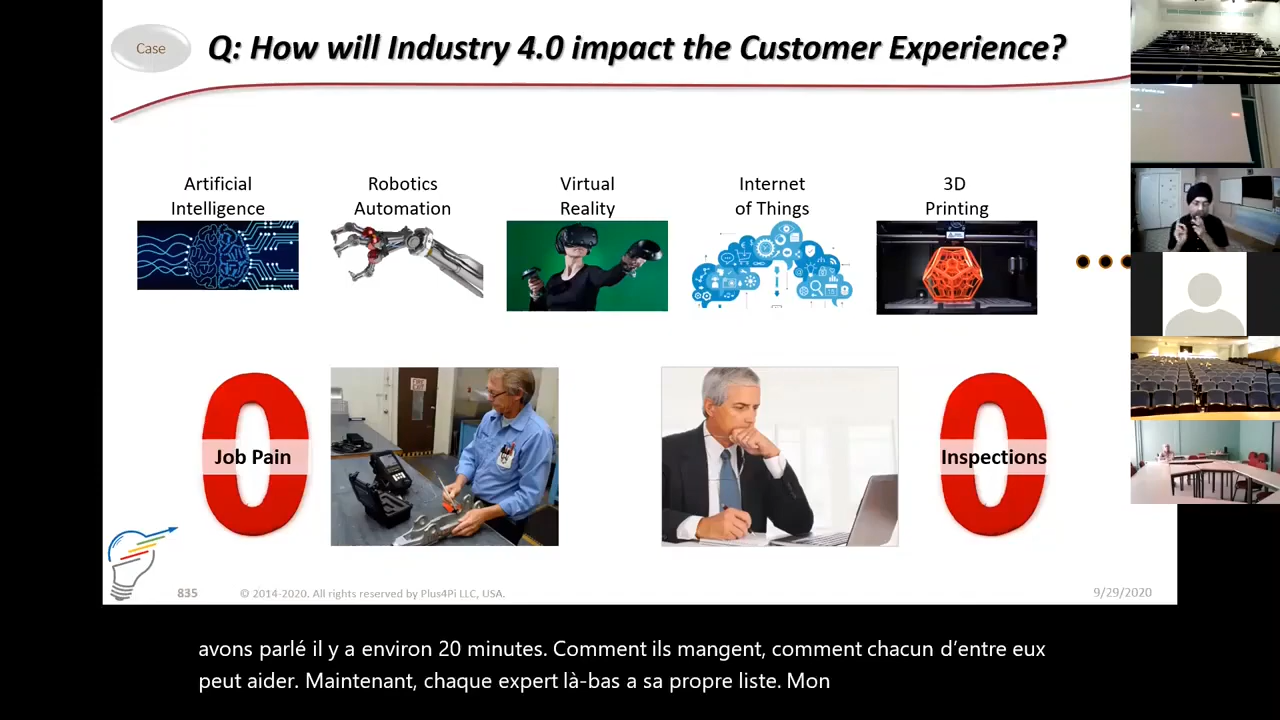 Case
Q: How will Industry 4.0 impact the Customer Experience?
Artificial
Intelligence
Robotics
Automation
Virtual
Reality
Internet
of Things
3D
Printing
Job Pain
Inspections
835
© 2014-2020. All rights reserved by Plus4Pi LLC, USA.
9/29/2020
avons parlé il y a environ 20 minutes. Comment ils mangent, comment chacun d’entre eux
peut aider. Maintenant, chaque expert là-bas a sa propre liste. Mon